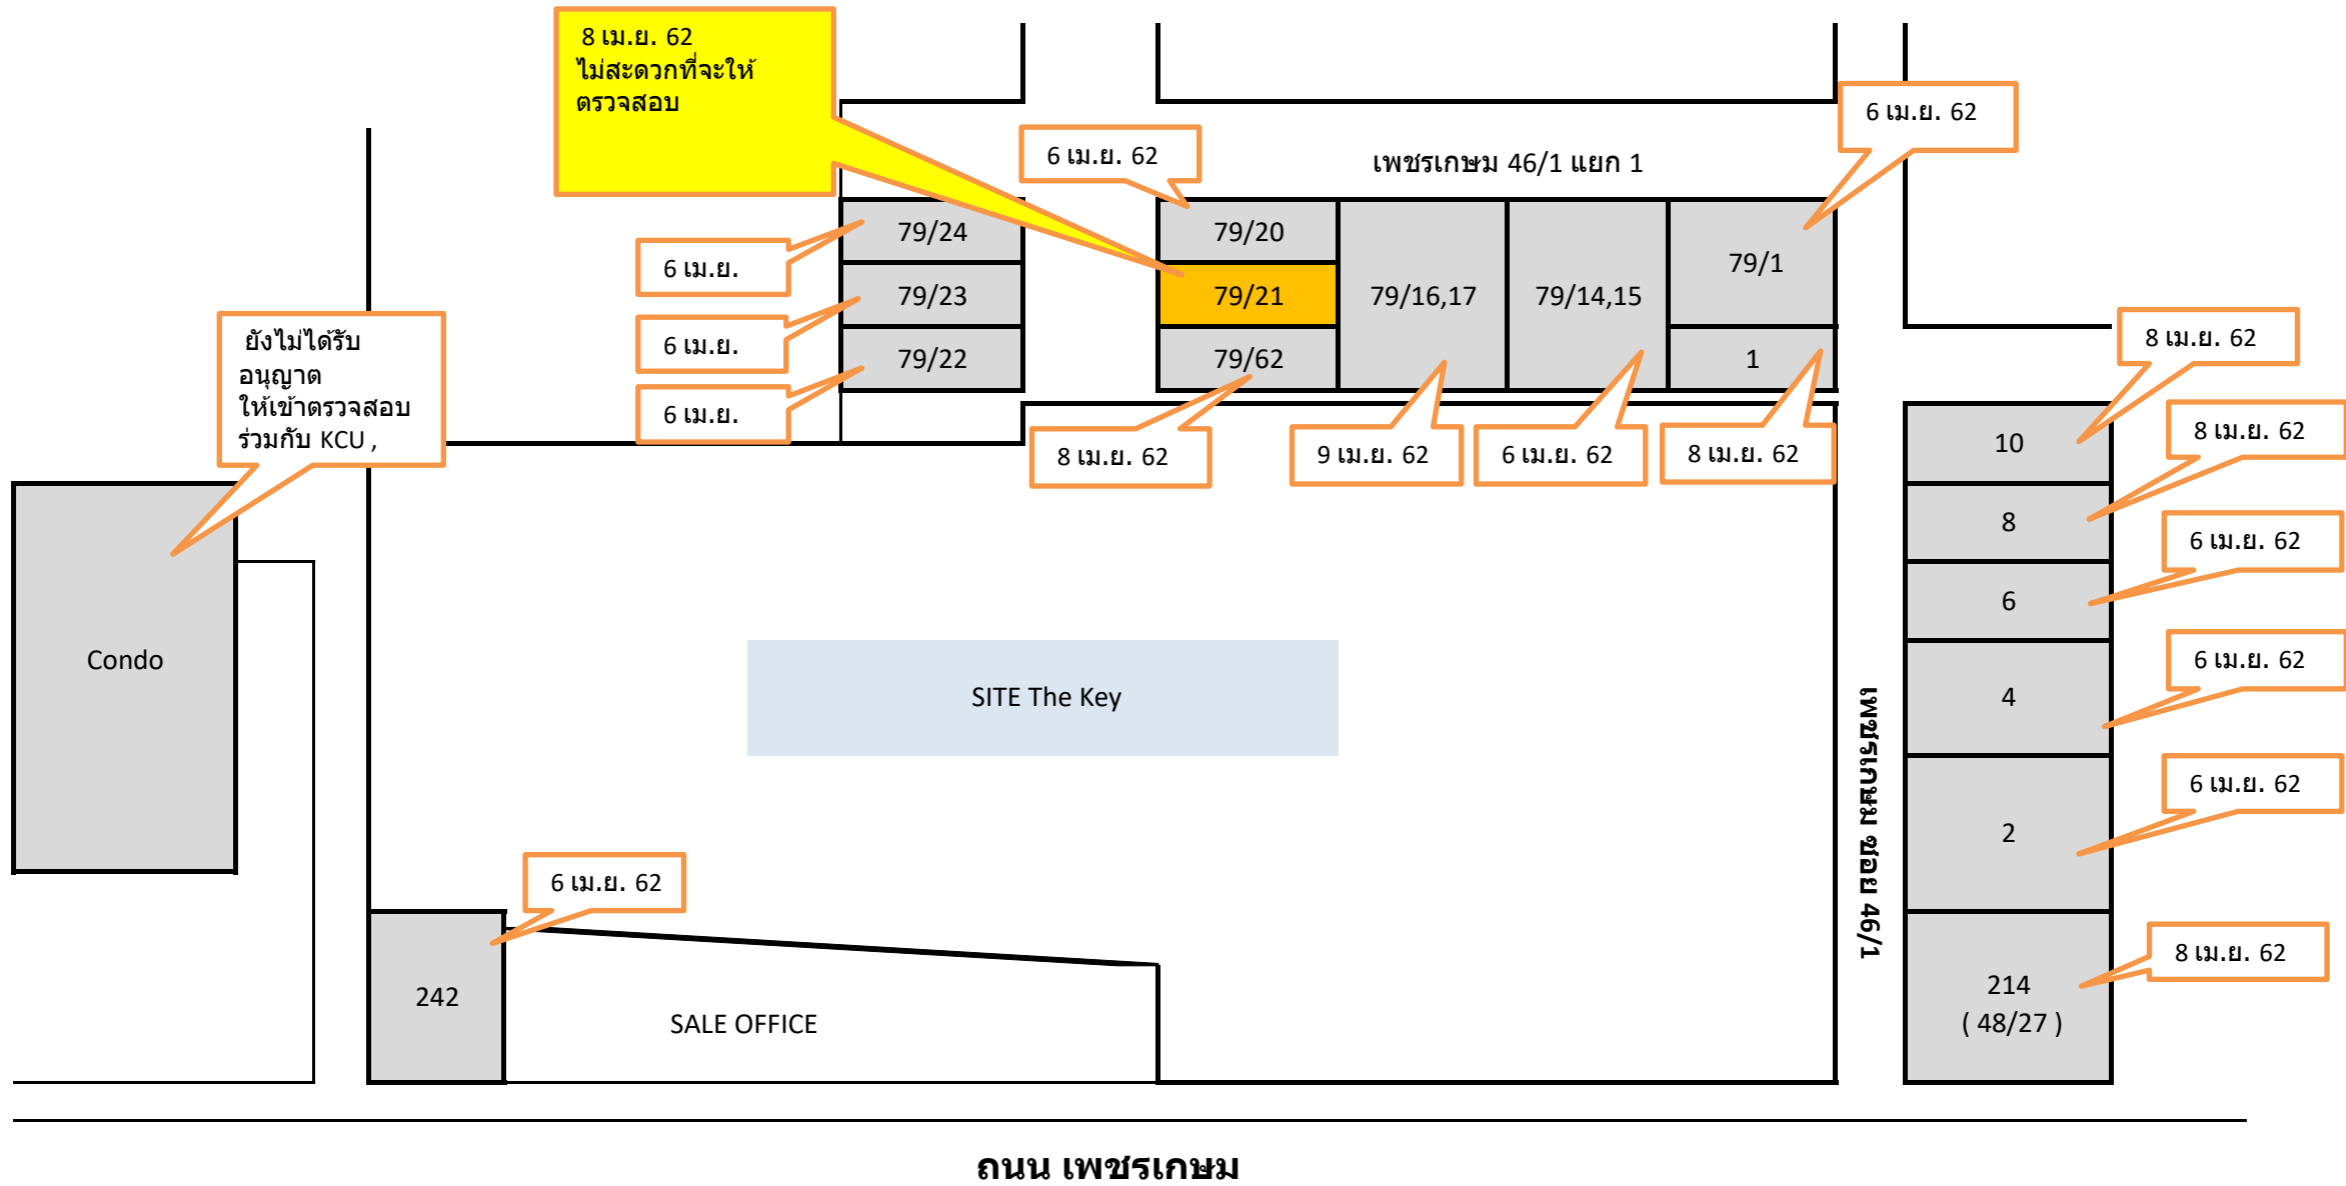 8 เม.ย. 62
ไม่สะดวกที่จะให้
ตรวจสอบ
6 เม.ย. 62
6 เม.ย. 62
เพชรเกษม 46/1 แยก 1
79/24
79/20
79/1
6 เม.ย.
79/23
79/21
79/16,17
79/14,15
6 เม.ย.
79/22
79/62
1
6 เม.ย.
ยังไม่ได้รับ
อนุญาต
ให้เข้าตรวจสอบ
ร่วมกับ KCU ,
8 เม.ย. 62
9 เม.ย. 62
6 เม.ย. 62
8 เม.ย. 62
8 เม.ย. 62
10
8 เม.ย. 62
8
6 เม.ย. 62
6
6 เม.ย. 62
4
6 เม.ย. 62
2
8 เม.ย. 62
214
( 48/27 )
Condo
SITE The Key
เพชรเกษม ซอย 46/1
6 เม.ย. 62
242
SALE OFFICE
ถนน เพชรเกษม